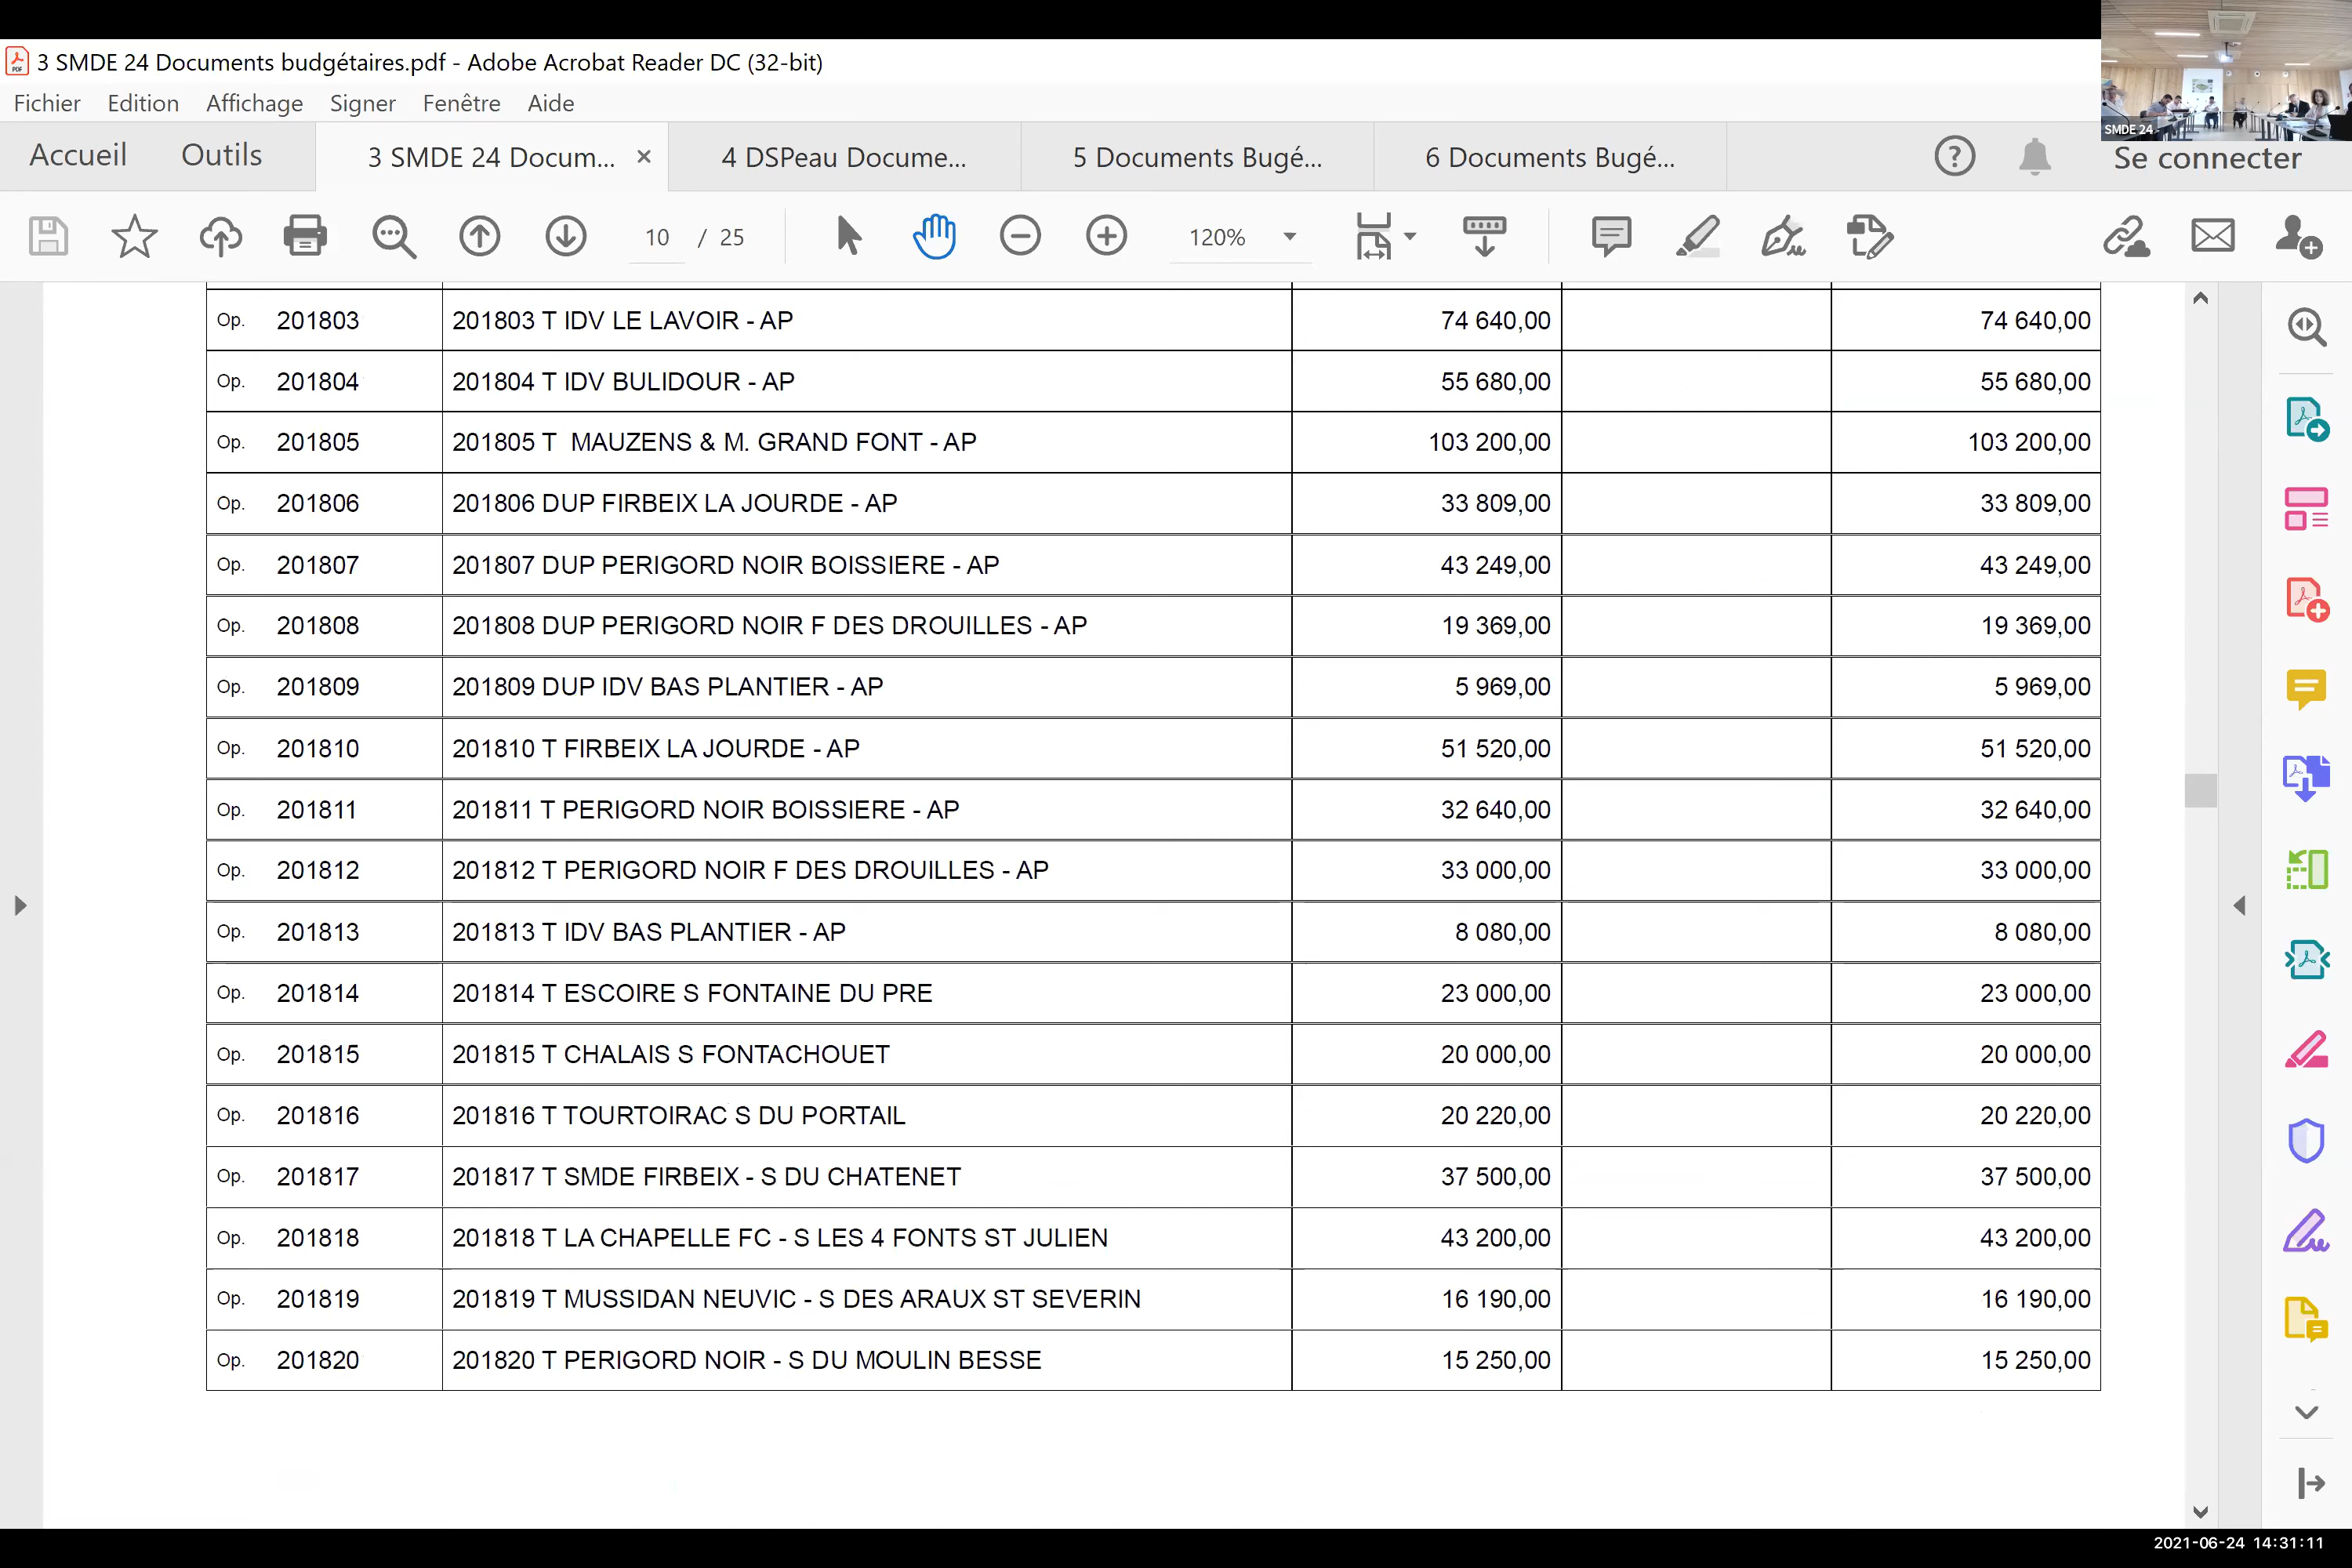 3 SMDE 24 Documents budgétaires.pdf - Adobe Acrobat Reader DC (32-bit)
Fichier Edition Affichage Signer Fenêtre Aide
SMDE 24
Accueil Outils 3 SMDE 24 Docum... × 4 DSPeau Docume... 5 Documents Bugé... 6 Documents Bugé... Se connecter
10 / 25 120%
Op. 201803 201803 T IDV LE LAVOIR - AP 74 640,00 74 640,00
Op. 201804 201804 T IDV BULIDOUR - AP 55 680,00 55 680,00
Op. 201805 201805 T MAUZENS & M. GRAND FONT - AP 103 200,00 103 200,00
Op. 201806 201806 DUP FIRBEIX LA JOURDE - AP 33 809,00 33 809,00
Op. 201807 201807 DUP PERIGORD NOIR BOISSIERE - AP 43 249,00 43 249,00
Op. 201808 201808 DUP PERIGORD NOIR F DES DROUILLES - AP 19 369,00 19 369,00
Op. 201809 201809 DUP IDV BAS PLANTIER - AP 5 969,00 5 969,00
Op. 201810 201810 T FIRBEIX LA JOURDE - AP 51 520,00 51 520,00
Op. 201811 201811 T PERIGORD NOIR BOISSIERE - AP 32 640,00 32 640,00
Op. 201812 201812 T PERIGORD NOIR F DES DROUILLES - AP 33 000,00 33 000,00
Op. 201813 201813 T IDV BAS PLANTIER - AP 8 080,00 8 080,00
Op. 201814 201814 T ESCOIRE S FONTAINE DU PRE 23 000,00 23 000,00
Op. 201815 201815 T CHALAIS S FONTACHOUET 20 000,00 20 000,00
Op. 201816 201816 T TOURTOIRAC S DU PORTAIL 20 220,00 20 220,00
Op. 201817 201817 T SMDE FIRBEIX - S DU CHATENET 37 500,00 37 500,00
Op. 201818 201818 T LA CHAPELLE FC - S LES 4 FONTS ST JULIEN 43 200,00 43 200,00
Op. 201819 201819 T MUSSIDAN NEUVIC - S DES ARAUX ST SEVERIN 16 190,00 16 190,00
Op. 201820 201820 T PERIGORD NOIR - S DU MOULIN BESSE 15 250,00 15 250,00
2021-06-24 14:31:11